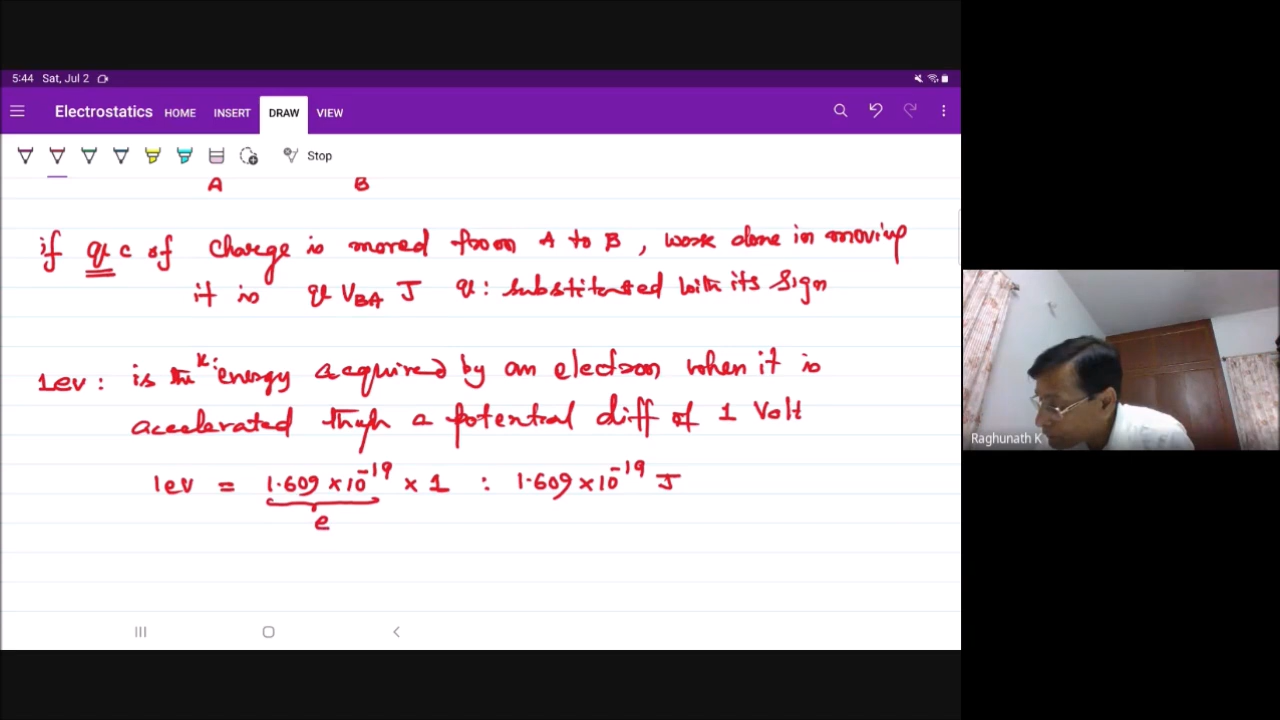 5:44 Sat, Jul 2
Electrostatics HOME INSERT DRAW VIEW
Stop
A B
if q c of charge is moved from A to B, work done in moving
it is q VBA J q: substituted with its sign
1ev: is the K. energy acquired by an electron when it is
accelerated through a potential diff of 1 Volt
1ev = 1.609 × 10⁻¹⁹ × 1 : 1.609 × 10⁻¹⁹ J
e
Raghunath K